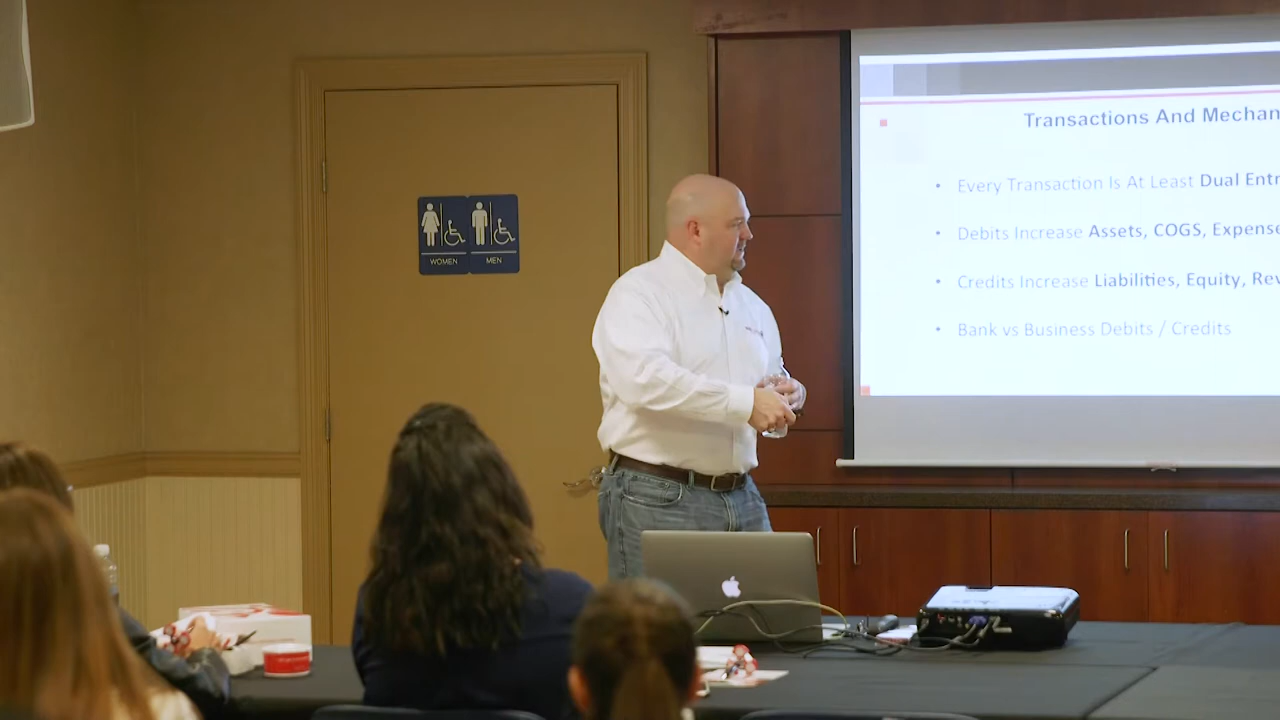 Transactions And Mechan
• Every Transaction Is At Least Dual Entr
• Debits Increase Assets, COGS, Expense
• Credits Increase Liabilities, Equity, Rev
• Bank vs Business Debits / Credits
WOMEN MEN